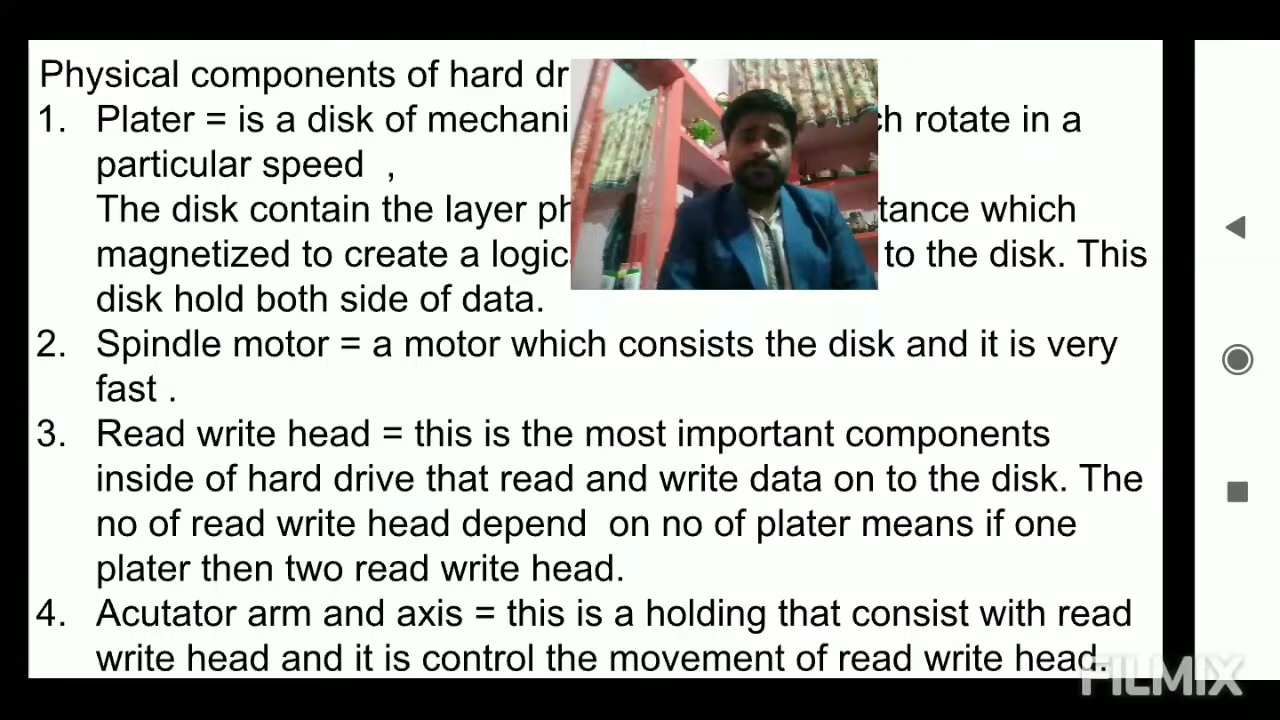 Physical components of hard dr
1. Plater = is a disk of mechani ch rotate in a
particular speed ,
The disk contain the layer ph tance which
magnetized to create a logic to the disk. This
disk hold both side of data.
2. Spindle motor = a motor which consists the disk and it is very
fast .
3. Read write head = this is the most important components
inside of hard drive that read and write data on to the disk. The
no of read write head depend on no of plater means if one
plater then two read write head.
4. Acutator arm and axis = this is a holding that consist with read
write head and it is control the movement of read write head.
FILMIX